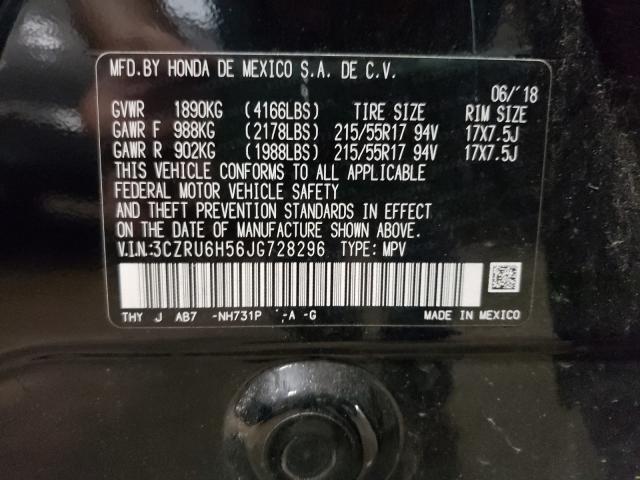 MFD.BY HONDA DE MEXICO S.A. DE C.V.
06/'18
GVWR 1890KG (4166LBS) TIRE SIZE RIM SIZE
GAWR F 988KG (2178LBS) 215/55R17 94V 17X7.5J
GAWR R 902KG (1988LBS) 215/55R17 94V 17X7.5J
THIS VEHICLE CONFORMS TO ALL APPLICABLE
FEDERAL MOTOR VEHICLE SAFETY
AND THEFT PREVENTION STANDARDS IN EFFECT
ON THE DATE OF MANUFACTURE SHOWN
ABOVE.
V.I.N.:3CZRU6H56JG728296 TYPE: MPV
THY J AB7 -NH731P -A -G MADE IN MEXICO